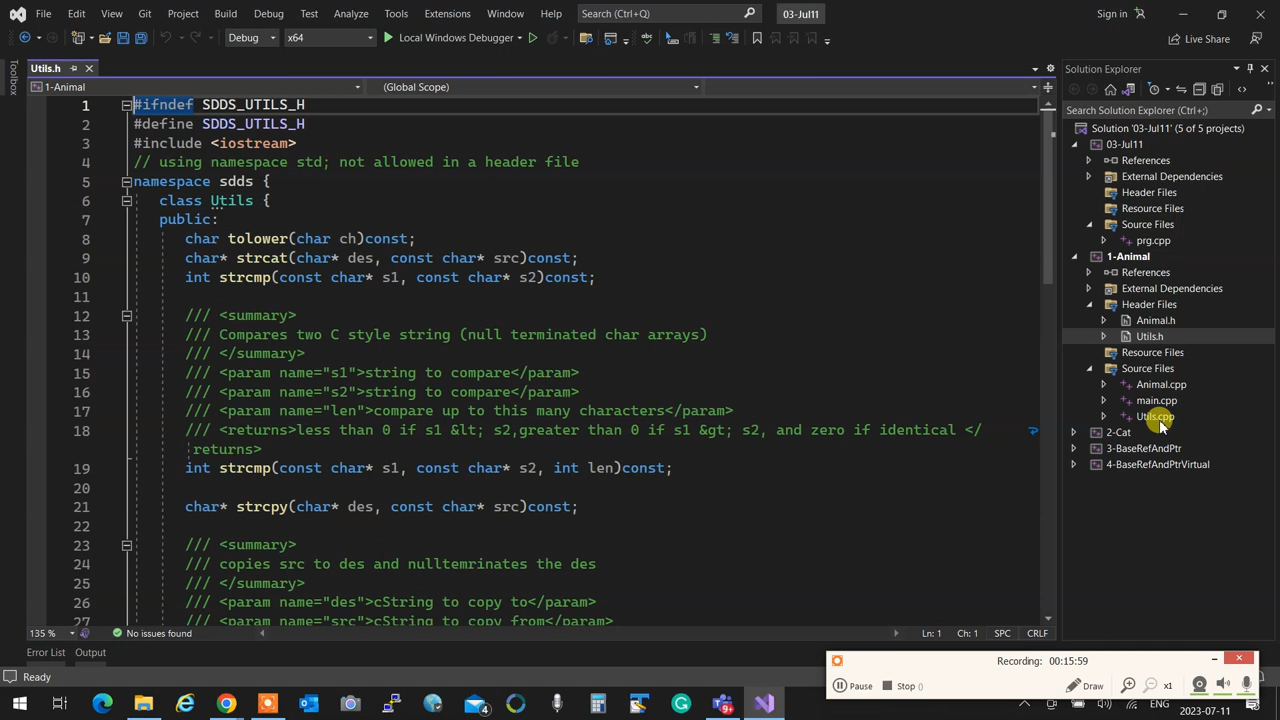 File Edit View Git Project Build Debug Test Analyze Tools Extensions Window Help Search (Ctrl+Q) 03-Jul11 Sign in
Debug x64 Local Windows Debugger Live Share
Toolbox
Utils.h
1-Animal (Global Scope)
1 #ifndef SDDS_UTILS_H
2 #define SDDS_UTILS_H
3 #include <iostream>
4 // using namespace std; not allowed in a header file
5 namespace sdds {
6 class Utils {
7 public:
8 char tolower(char ch)const;
9 char* strcat(char* des, const char* src)const;
10 int strcmp(const char* s1, const char* s2)const;
11
12 /// <summary>
13 /// Compares two C style string (null terminated char arrays)
14 /// </summary>
15 /// <param name="s1">string to compare</param>
16 /// <param name="s2">string to compare</param>
17 /// <param name="len">compare up to this many characters</param>
18 /// <returns>less than 0 if s1 &lt; s2,greater than 0 if s1 &gt; s2, and zero if identical </
returns>
19 int strcmp(const char* s1, const char* s2, int len)const;
20
21 char* strcpy(char* des, const char* src)const;
22
23 /// <summary>
24 /// copies src to des and nulltemrinates the des
25 /// </summary>
26 /// <param name="des">cString to copy to</param>
27 /// <param name="src">cString to copy from</param>
135 % No issues found Ln: 1 Ch: 1 SPC CRLF
Error List Output
Ready
Solution Explorer
Search Solution Explorer (Ctrl+;)
Solution '03-Jul11' (5 of 5 projects)
03-Jul11
References
External Dependencies
Header Files
Resource Files
Source Files
prg.cpp
1-Animal
References
External Dependencies
Header Files
Animal.h
Utils.h
Resource Files
Source Files
Animal.cpp
main.cpp
Utils.cpp
2-Cat
3-BaseRefAndPtr
4-BaseRefAndPtrVirtual
Recording: 00:15:59
Pause Stop () Draw x1
ENG 2023-07-11